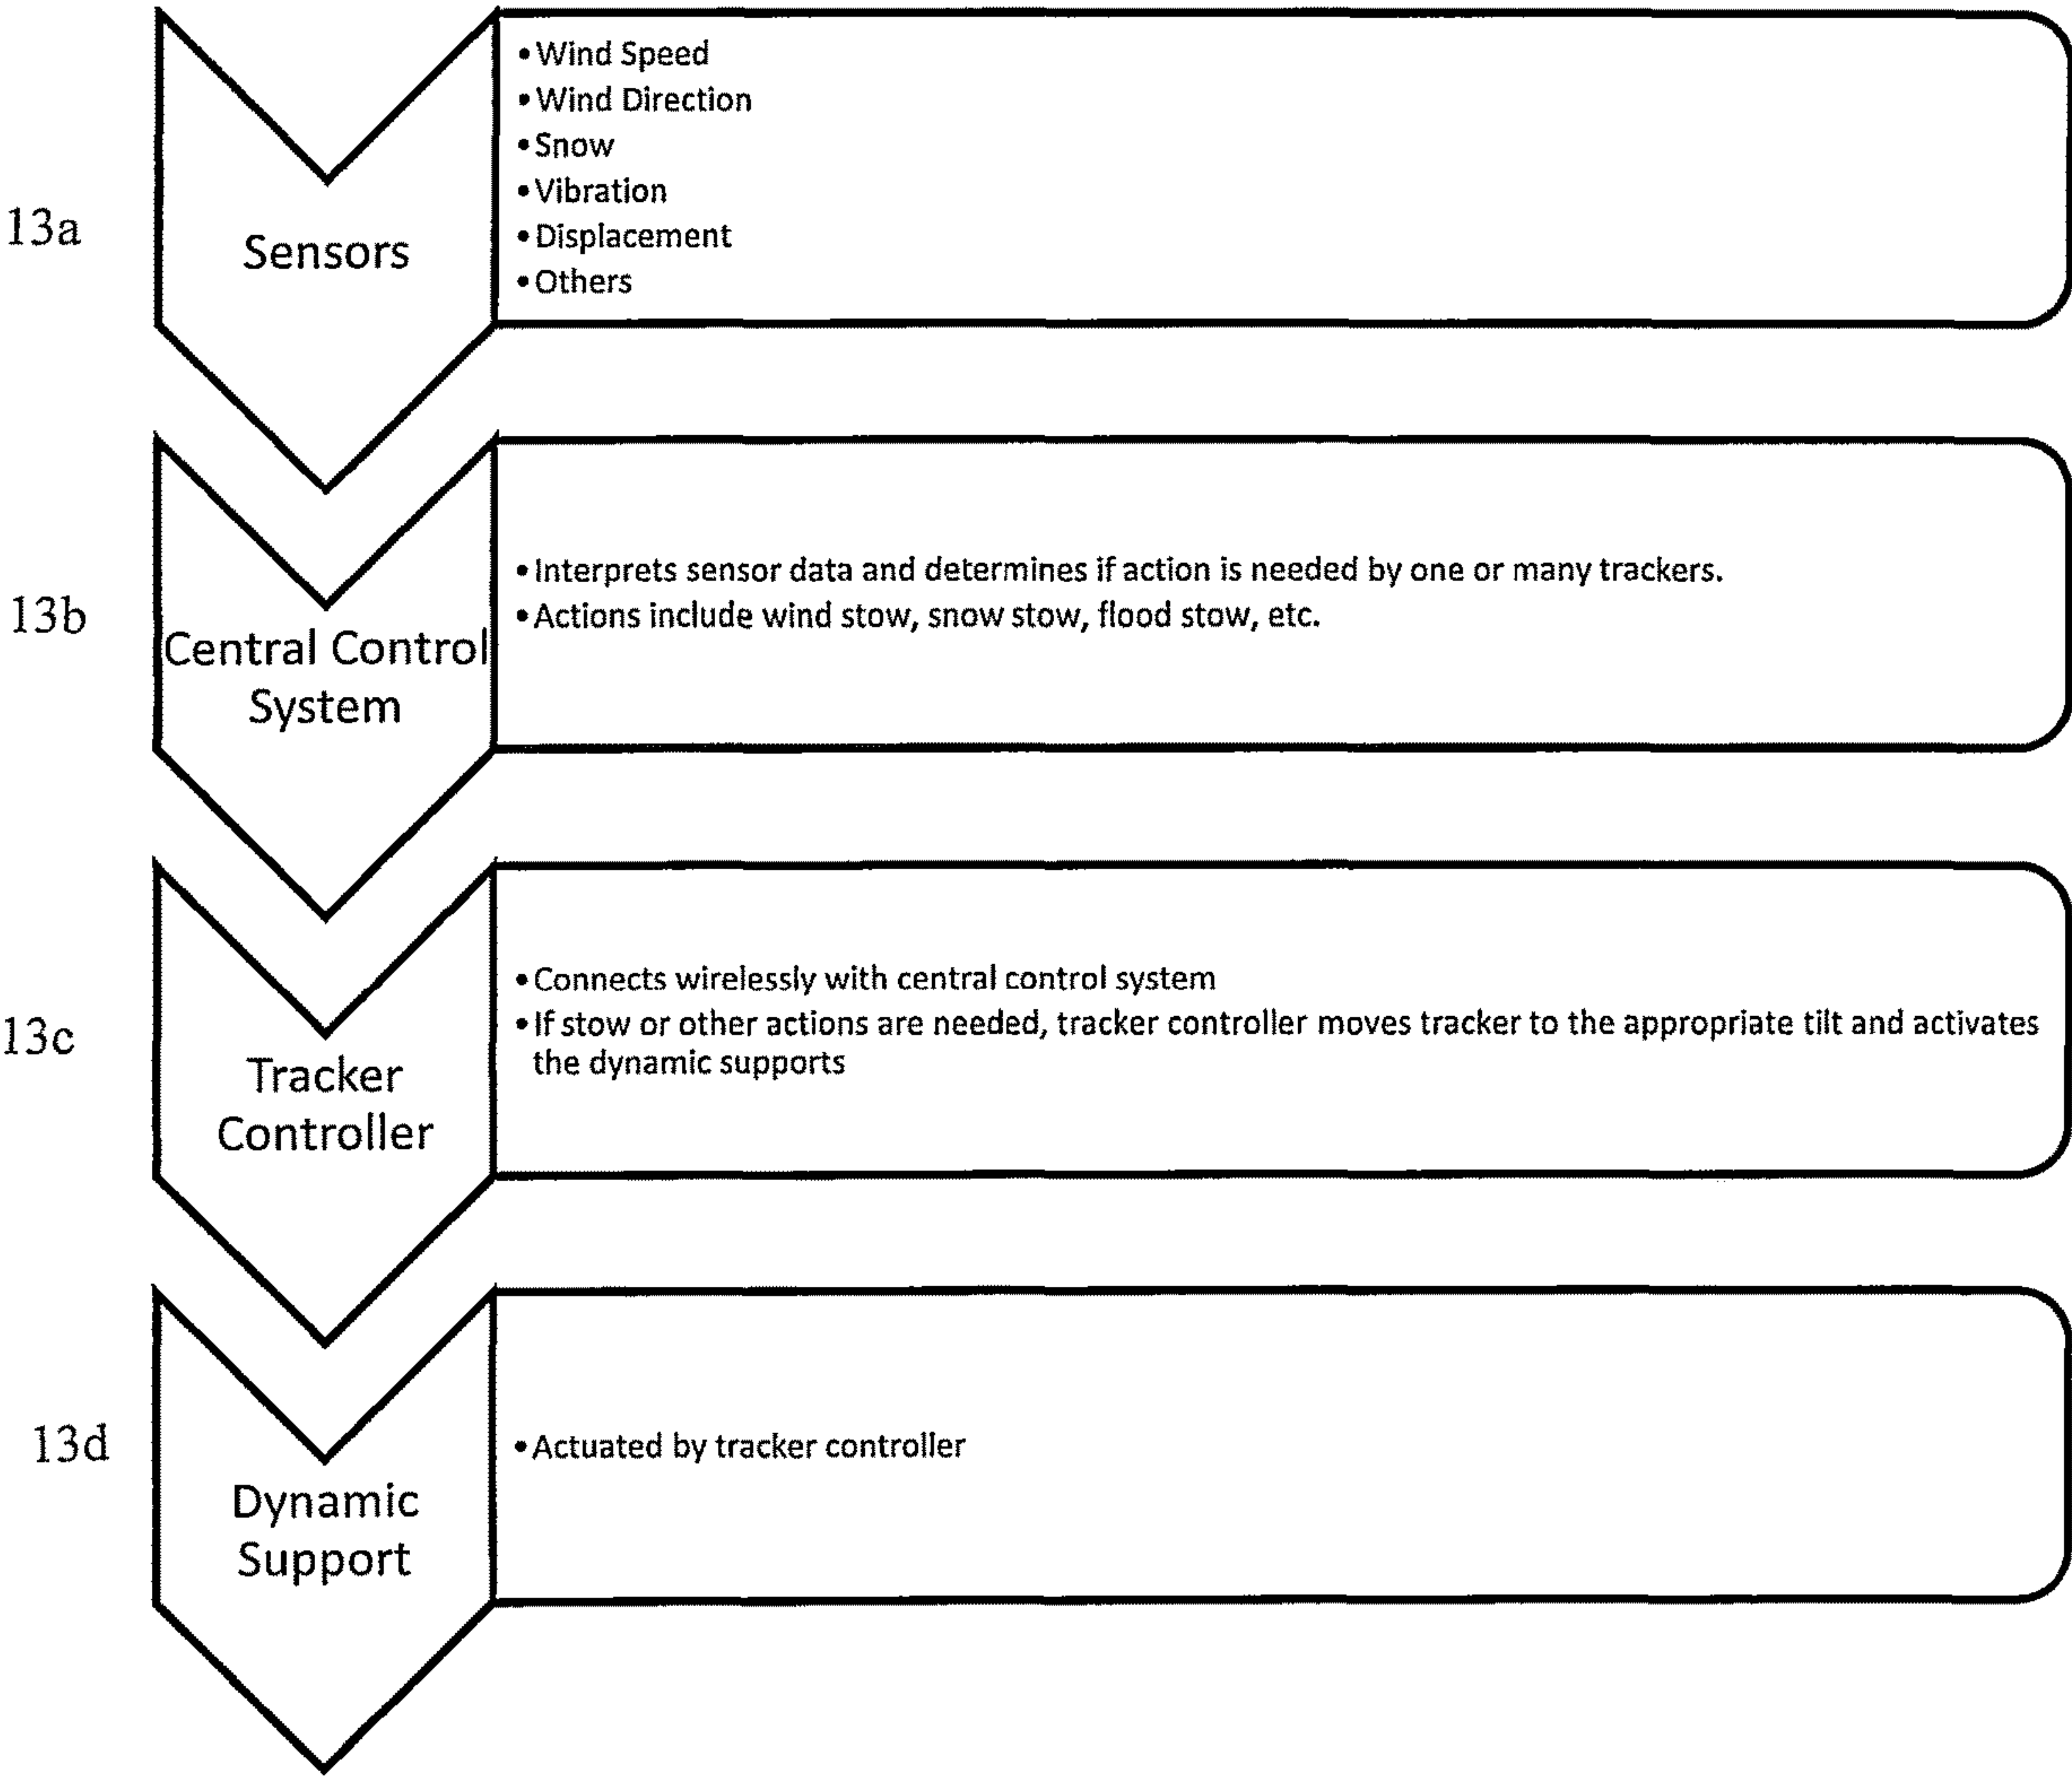 13a
Sensors
•Wind Speed
•Wind Direction
•Snow
•Vibration
•Displacement
•Others
13b
Central Control
System
•Interprets sensor data and determines if action is needed by one or many trackers.
•Actions include wind stow, snow stow, flood stow, etc.
13c
Tracker
Controller
•Connects wirelessly with central control system
•If stow or other actions are needed, tracker controller moves tracker to the appropriate tilt and activates
the dynamic supports
13d
Dynamic
Support
•Actuated by tracker controller